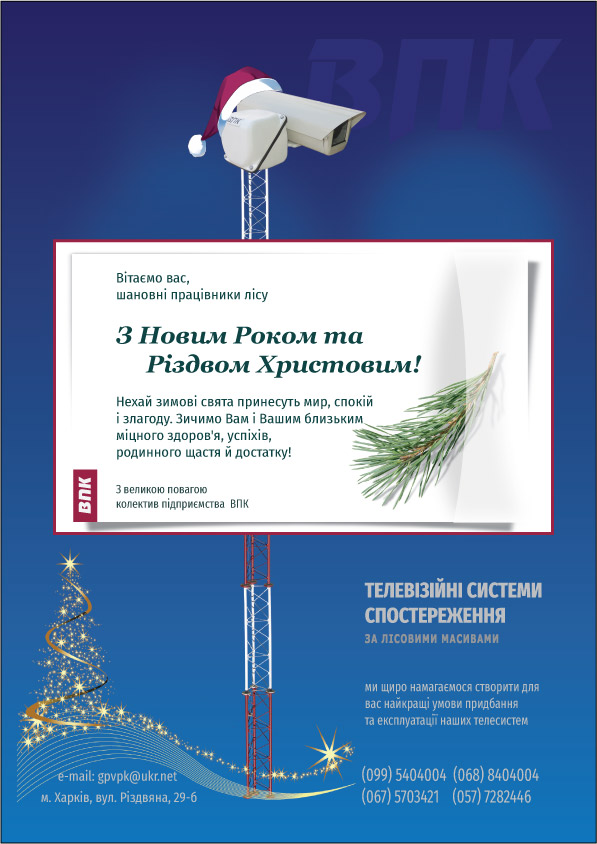 ВПК
ВПК
Вітаємо вас,
шановні працівники лісу
З Новим Роком та
Різдвом Христовим!
Нехай зимові свята принесуть мир, спокій
і злагоду. Зичимо Вам і Вашим близьким
міцного здоров'я, успіхів,
родинного щастя й достатку!
ВПК
З великою повагою
колектив підприємства ВПК
ТЕЛЕВІЗІЙНІ СИСТЕМИ
СПОСТЕРЕЖЕННЯ
ЗА ЛІСОВИМИ МАСИВАМИ
ми щиро намагаємося створити для
вас найкращі умови придбання
та експлуатації наших телесистем
e-mail: gpvpk@ukr.net
м. Харків, вул. Різдвяна, 29-б
(099) 5404004 (068) 8404004
(067) 5703421 (057) 7282446